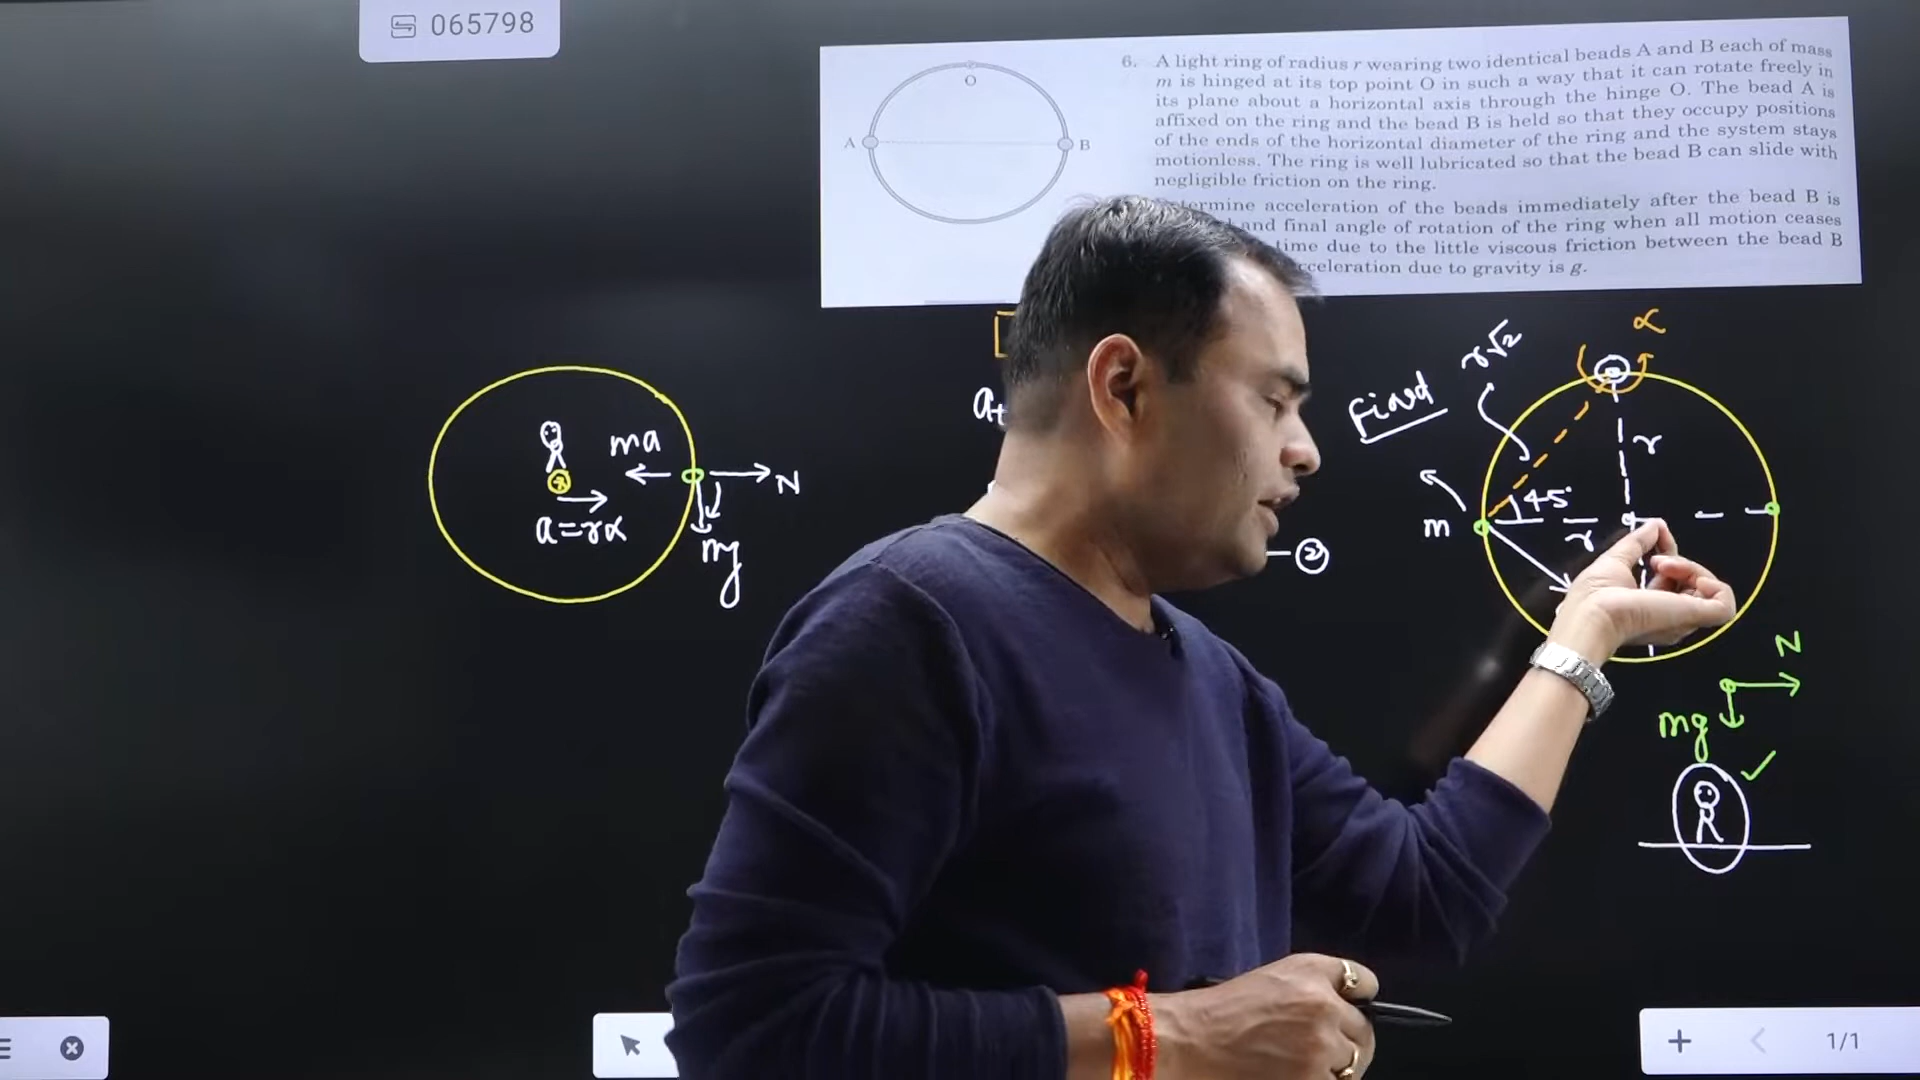 065798
6. A light ring of radius r wearing two identical beads A and B each of mass
m is hinged at its top point O in such a way that it can rotate freely in
its plane about a horizontal axis through the hinge O. The bead A is
affixed on the ring and the bead B is held so that they occupy positions
of the ends of the horizontal diameter of the ring and the system stays
motionless. The ring is well lubricated so that the bead B can slide with
negligible friction on the ring.
acceleration of the beads immediately after the bead B is
and final angle of rotation of the ring when all motion ceases
time due to the little viscous friction between the bead B
acceleration due to gravity is g.
O
A
B
α
r√2
Find
r
45°
m
r
ma
N
a=rα
mg
②
N
mg
1/1